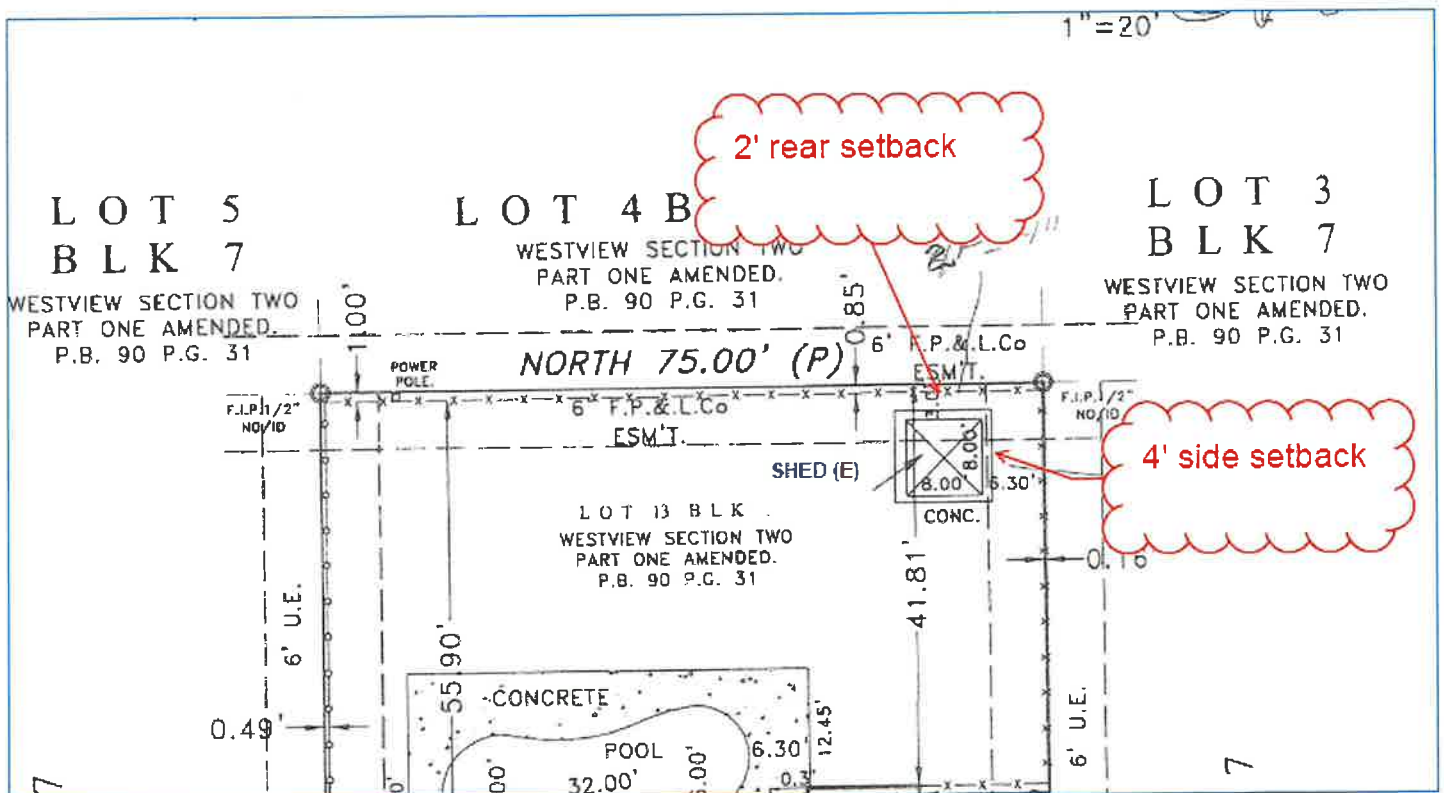 1"=20'
2' rear setback
LOT 5
BLK 7
WESTVIEW SECTION TWO
PART ONE AMENDED.
P.B. 90 P.G. 31
LOT 4 B
WESTVIEW SECTION TWO
PART ONE AMENDED.
P.B. 90 P.G. 31
LOT 3
BLK 7
WESTVIEW SECTION TWO
PART ONE AMENDED.
P.B. 90 P.G. 31
1.00'
0.85'
NORTH 75.00' (P)
6' F.P.&.L.Co
ESM'T.
POWER
POLE.
F.I.P.1/2"
NO/ID
6' F.P.&.L.Co
ESM'T.
F.I.P.1/2"
NO/ID
4' side setback
SHED (E)
8.00'
8.00'
6.30'
CONC.
LOT 13 BLK
WESTVIEW SECTION TWO
PART ONE AMENDED.
P.B. 90 P.G. 31
41.81'
0.16
6' U.E.
55.90'
CONCRETE
0.49'
POOL
6.30'
12.45'
6' U.E.
32.00'
0.3'
7
7